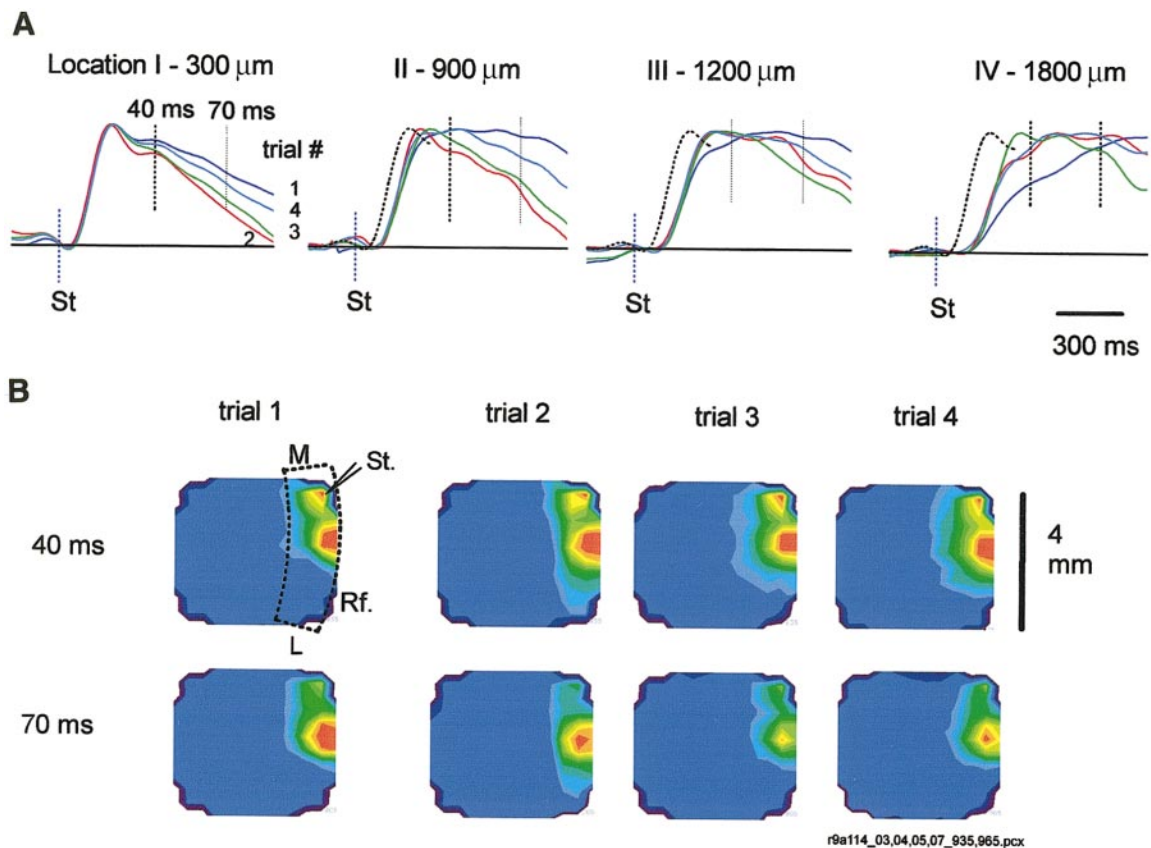 A
Location I - 300 µm
II - 900 µm
III - 1200 µm
IV - 1800 µm
40 ms
70 ms
trial #
1
4
3
2
St
St
St
St
300 ms
B
trial 1
trial 2
trial 3
trial 4
M
St.
40 ms
4
mm
Rf.
L
70 ms
r9a114_03,04,05,07_935,965.pcx